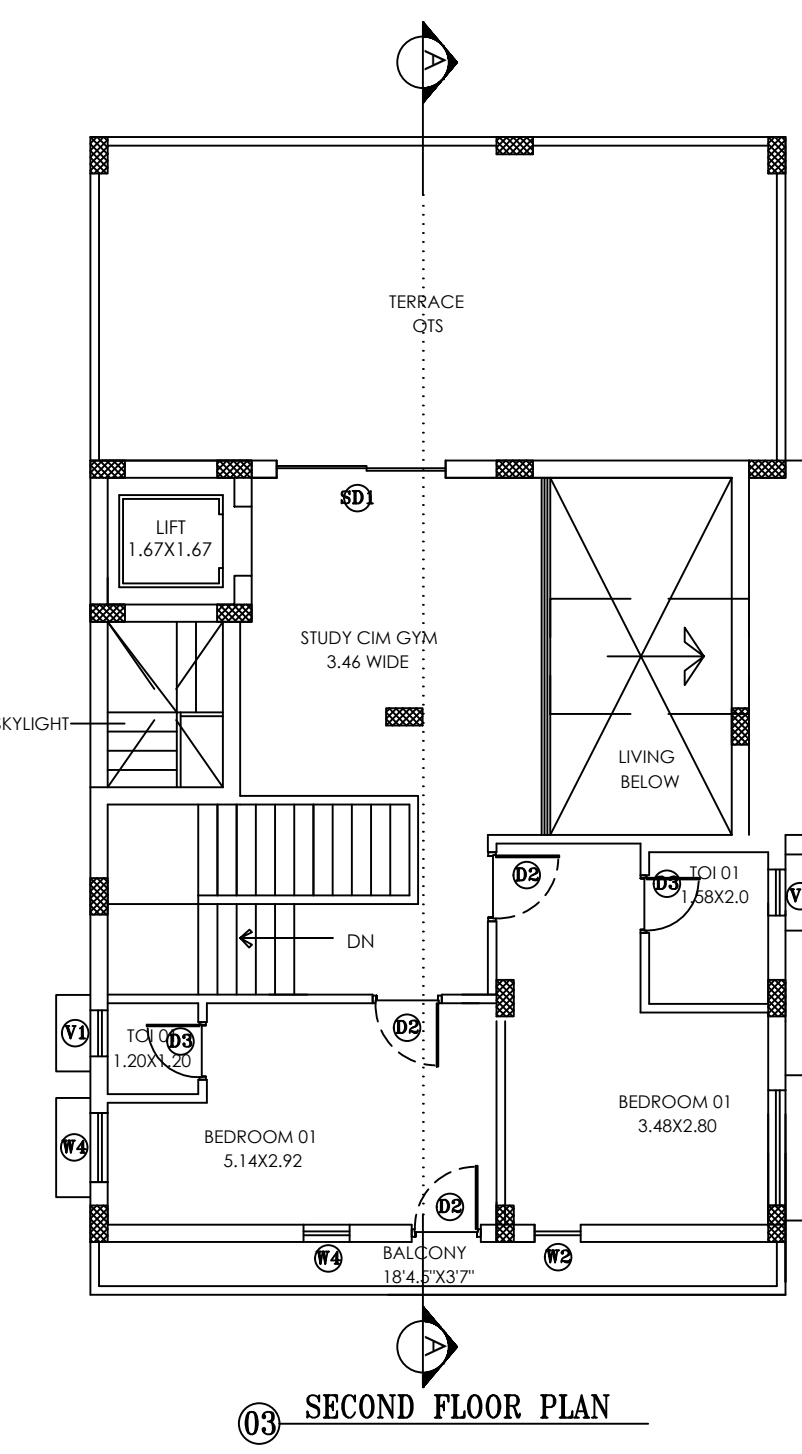 A
TERRACE
OTS
SD1
LIFT
1.67X1.67
STUDY CIM GYM
3.46 WIDE
SKYLIGHT
LIVING
BELOW
D2
D3
TOI 01
1.58X2.0
DN
V1
TOI 01
D3
1.20X1.20
D2
BEDROOM 01
3.48X2.80
W4
BEDROOM 01
5.14X2.92
D2
W4
BALCONY
18'4.5"X3'7"
W2
A
03 SECOND FLOOR PLAN